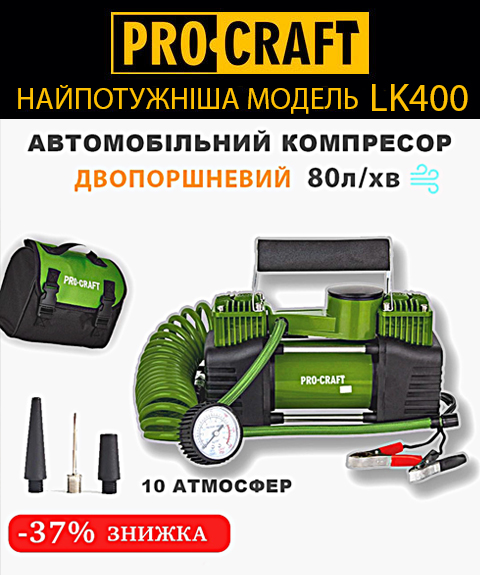 PRO-CRAFT
НАЙПОТУЖНІША МОДЕЛЬ LK400
АВТОМОБІЛЬНИЙ КОМПРЕСОР
ДВОПОРШНЕВИЙ 80л/хв
PRO-CRAFT
PRO-CRAFT
10 АТМОСФЕР
-37% ЗНИЖКА